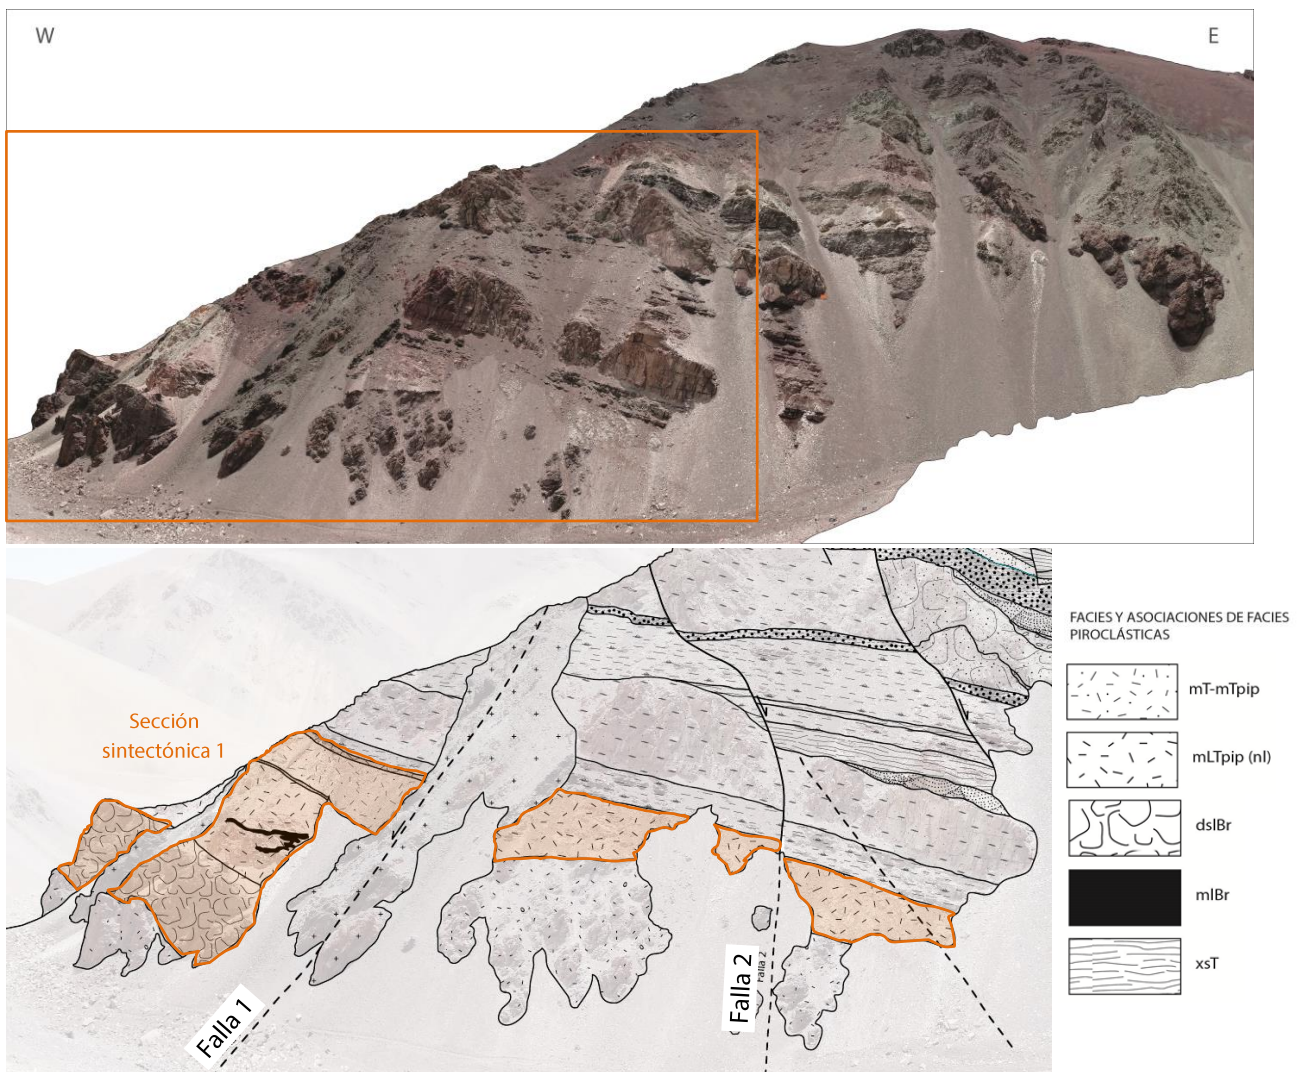 W
E
Sección
sintectónica 1
Falla 1
Falla 2
Falla 2
FACIES Y ASOCIACIONES DE FACIES
PIROCLÁSTICAS
mT-mTpip
mLTpip (nl)
dslBr
mlBr
xsT